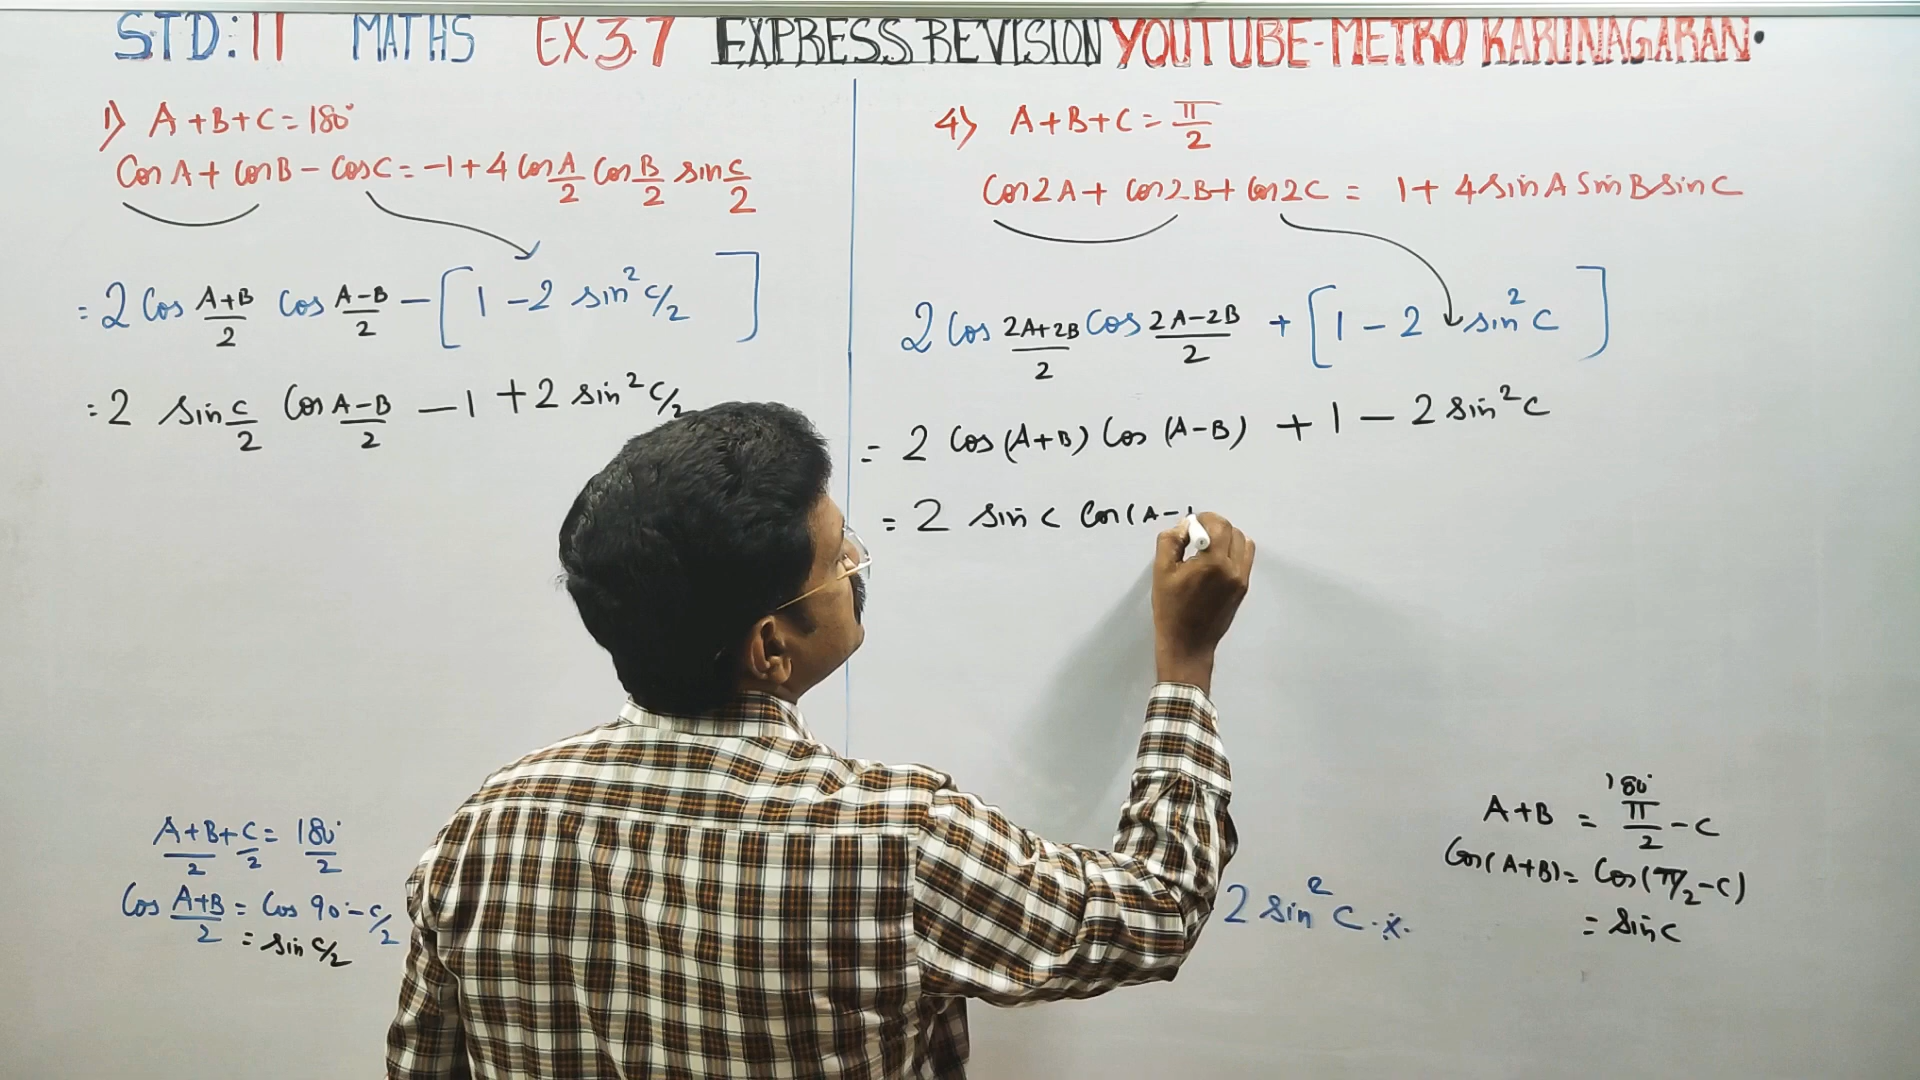 STD: 11 MATHS EX 3.7 EXPRESS REVISION YOUTUBE-METRO KARUNAGARAN.
1) A+B+C=180°
Cos A + Cos B - Cos C = -1+4 Cos A/2 Cos B/2 sin C/2
= 2 Cos A+B/2 Cos A-B/2 - [1 - 2 sin² C/2]
= 2 sin C/2 Cos A-B/2 - 1 + 2 sin² C/2
A+B/2 + C/2 = 180°/2
Cos A+B/2 = Cos 90° - C/2
= sin C/2
4) A+B+C = π/2
Cos 2A + Cos 2B + Cos 2C = 1+ 4 sin A sin B sin C
2 Cos 2A+2B/2 Cos 2A-2B/2 + [1 - 2 sin² C]
= 2 Cos (A+B) Cos (A-B) + 1 - 2 sin² C
= 2 sin C Cos (A-
2 sin² C
180°
A+B = π/2 - C
Cos (A+B) = Cos (π/2 - C)
= sin C